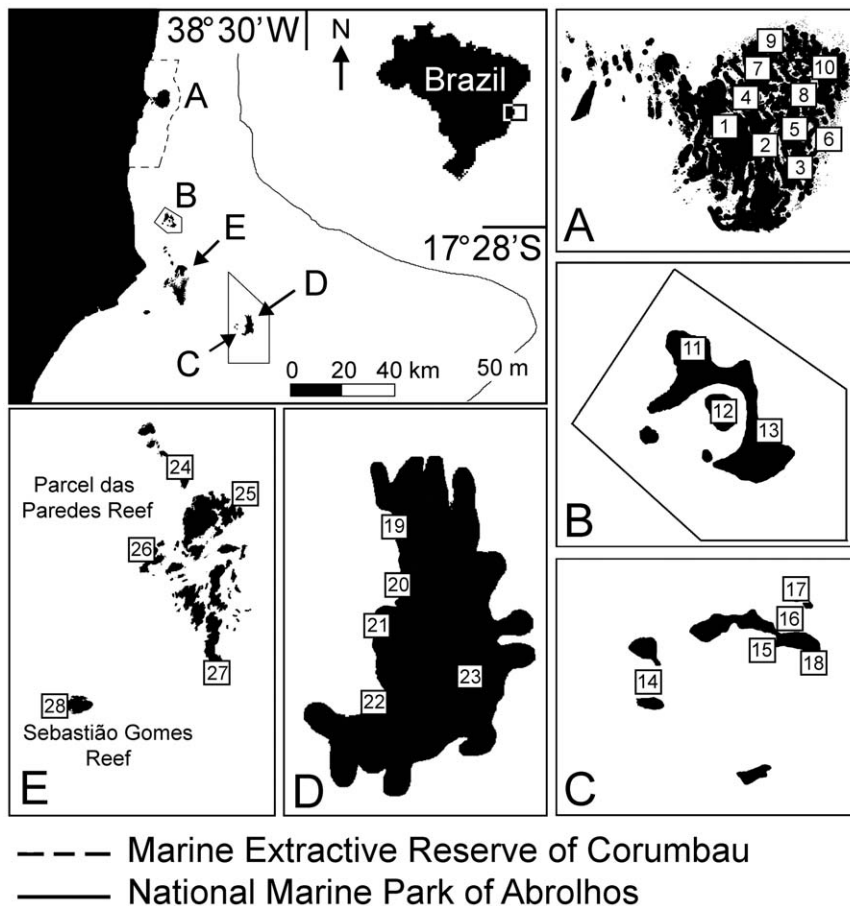 38°30'W
N
Brazil
A
B
E
17°28'S
D
C
0 20 40 km
50 m
9
7
10
4
8
1
5
6
2
3
A
11
12
13
B
24
Parcel das
Paredes Reef
25
26
27
28
Sebastião Gomes
Reef
E
19
20
21
23
22
D
17
16
15
18
14
C
Marine Extractive Reserve of Corumbau
National Marine Park of Abrolhos